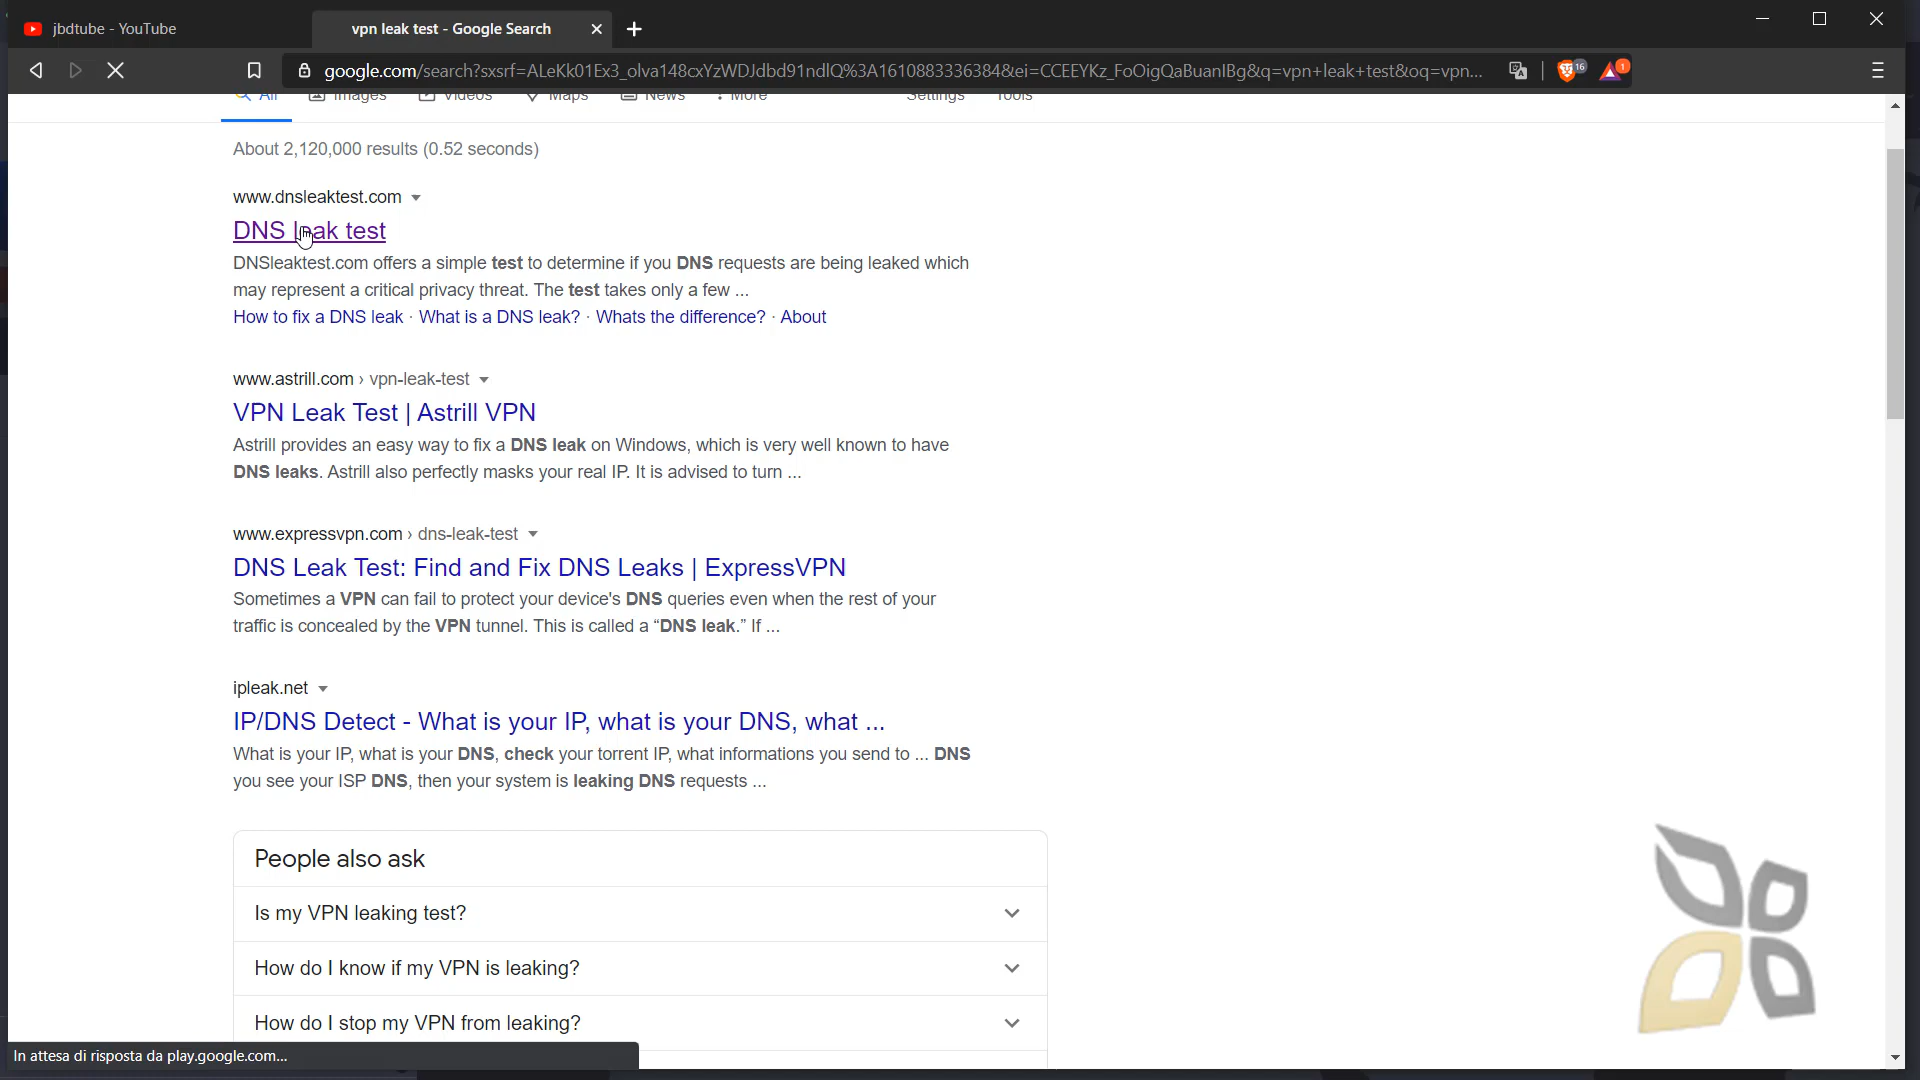 jbdtube - YouTube
vpn leak test - Google Search
google.com/search?sxsrf=ALeKk01Ex3_olva148cxYzWDJdbd91ndlQ%3A1610883336384&ei=CCEEYKz_FoOigQaBuanIBg&q=vpn+leak+test&oq=vpn...
16
1
All Images Videos Maps News More Settings Tools
About 2,120,000 results (0.52 seconds)
www.dnsleaktest.com
DNS leak test
DNSleaktest.com offers a simple test to determine if you DNS requests are being leaked which
may represent a critical privacy threat. The test takes only a few ...
How to fix a DNS leak · What is a DNS leak? · Whats the difference? · About
www.astrill.com › vpn-leak-test
VPN Leak Test | Astrill VPN
Astrill provides an easy way to fix a DNS leak on Windows, which is very well known to have
DNS leaks. Astrill also perfectly masks your real IP. It is advised to turn ...
www.expressvpn.com › dns-leak-test
DNS Leak Test: Find and Fix DNS Leaks | ExpressVPN
Sometimes a VPN can fail to protect your device's DNS queries even when the rest of your
traffic is concealed by the VPN tunnel. This is called a “DNS leak.” If ...
ipleak.net
IP/DNS Detect - What is your IP, what is your DNS, what ...
What is your IP, what is your DNS, check your torrent IP, what informations you send to ... DNS
you see your ISP DNS, then your system is leaking DNS requests ...
People also ask
Is my VPN leaking test?
How do I know if my VPN is leaking?
How do I stop my VPN from leaking?
In attesa di risposta da play.google.com...